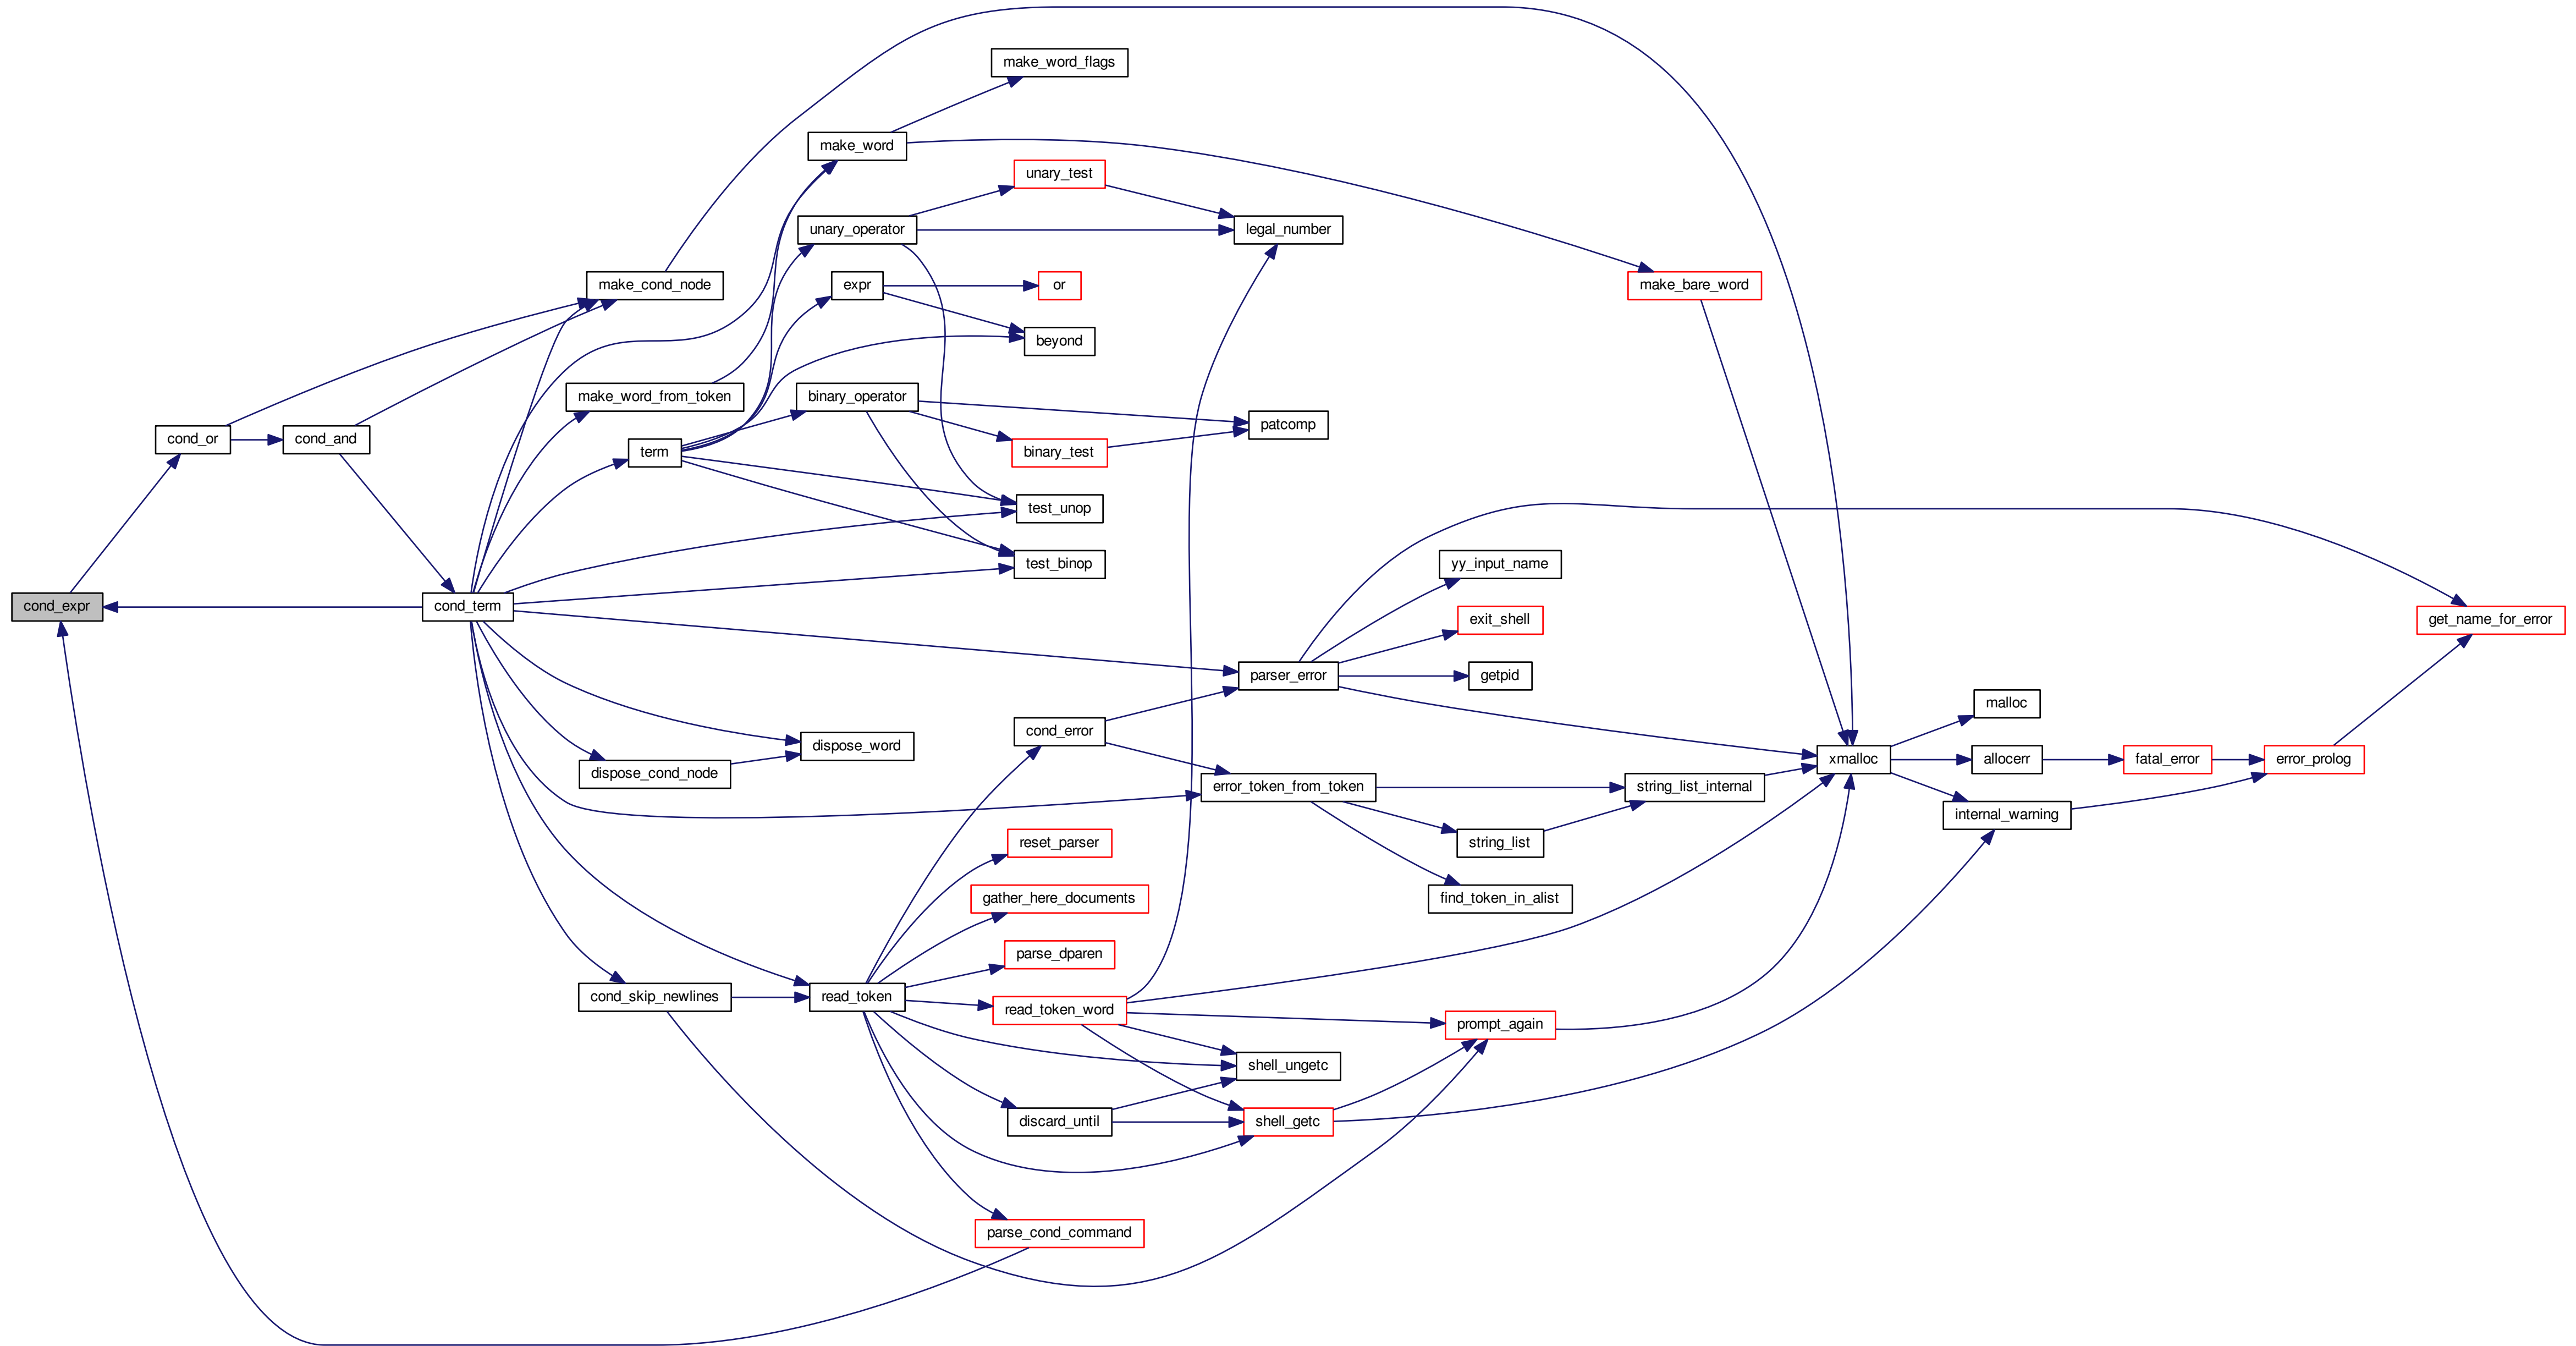 make_word_flags
make_word
unary_test
unary_operator
legal_number
make_cond_node
expr
or
make_bare_word
beyond
make_word_from_token
binary_operator
patcomp
cond_or
cond_and
term
binary_test
test_unop
test_binop
yy_input_name
cond_expr
cond_term
exit_shell
get_name_for_error
parser_error
getpid
malloc
cond_error
dispose_word
xmalloc
allocerr
fatal_error
error_prolog
dispose_cond_node
error_token_from_token
string_list_internal
internal_warning
reset_parser
string_list
gather_here_documents
find_token_in_alist
parse_dparen
cond_skip_newlines
read_token
read_token_word
prompt_again
shell_ungetc
discard_until
shell_getc
parse_cond_command